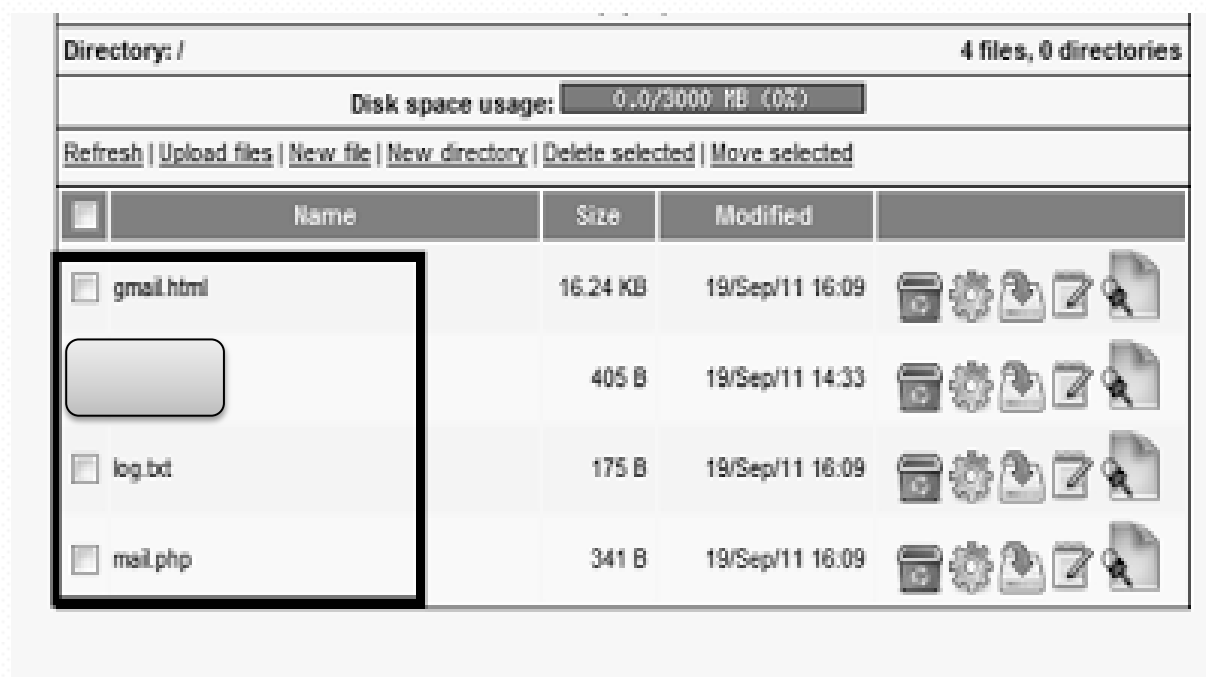 Directory: / 4 files, 0 directories
Disk space usage: 0.0/3000 MB (0%)
Refresh | Upload files | New file | New directory | Delete selected | Move selected
Name Size Modified
gmail.html 16.24 KB 19/Sep/11 16:09
405 B 19/Sep/11 14:33
log.txt 175 B 19/Sep/11 16:09
mail.php 341 B 19/Sep/11 16:09